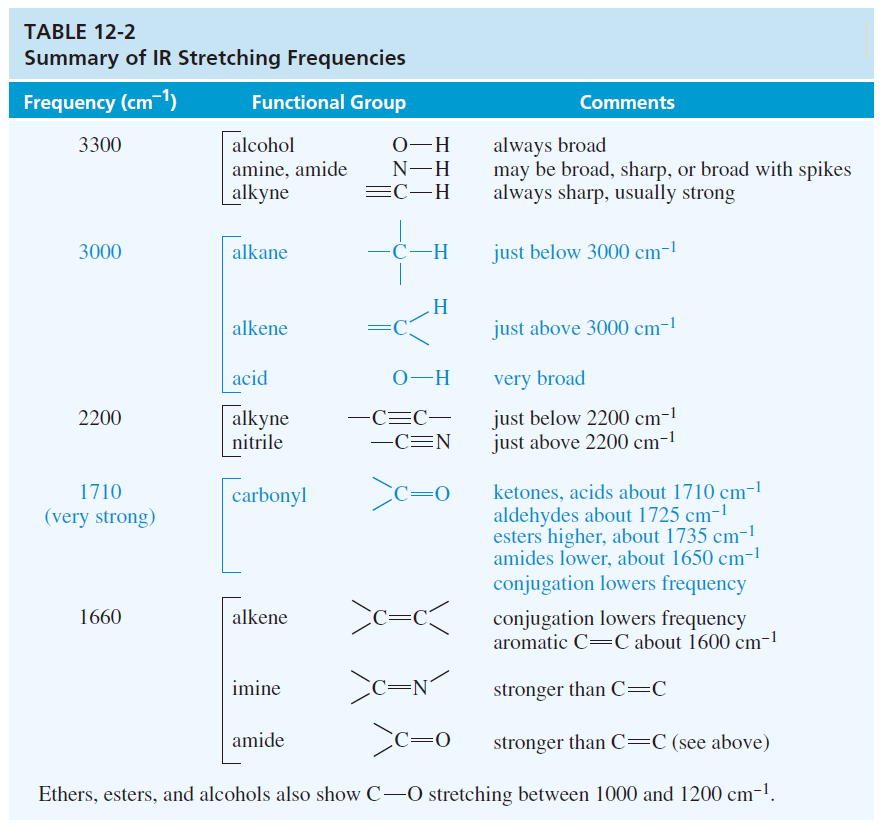 TABLE 12-2
Summary of IR Stretching Frequencies
Frequency (cm⁻¹) Functional Group Comments
3300 alcohol O—H always broad
amine, amide N—H may be broad, sharp, or broad with spikes
alkyne ≡C—H always sharp, usually strong
3000 alkane —C—H just below 3000 cm⁻¹
H
alkene =C just above 3000 cm⁻¹
acid O—H very broad
2200 alkyne —C≡C— just below 2200 cm⁻¹
nitrile —C≡N just above 2200 cm⁻¹
1710 carbonyl C=O ketones, acids about 1710 cm⁻¹
(very strong) aldehydes about 1725 cm⁻¹
esters higher, about 1735 cm⁻¹
amides lower, about 1650 cm⁻¹
conjugation lowers frequency
1660 alkene C=C conjugation lowers frequency
aromatic C=C about 1600 cm⁻¹
imine C=N stronger than C=C
amide C=O stronger than C=C (see above)
Ethers, esters, and alcohols also show C—O stretching between 1000 and 1200 cm⁻¹.